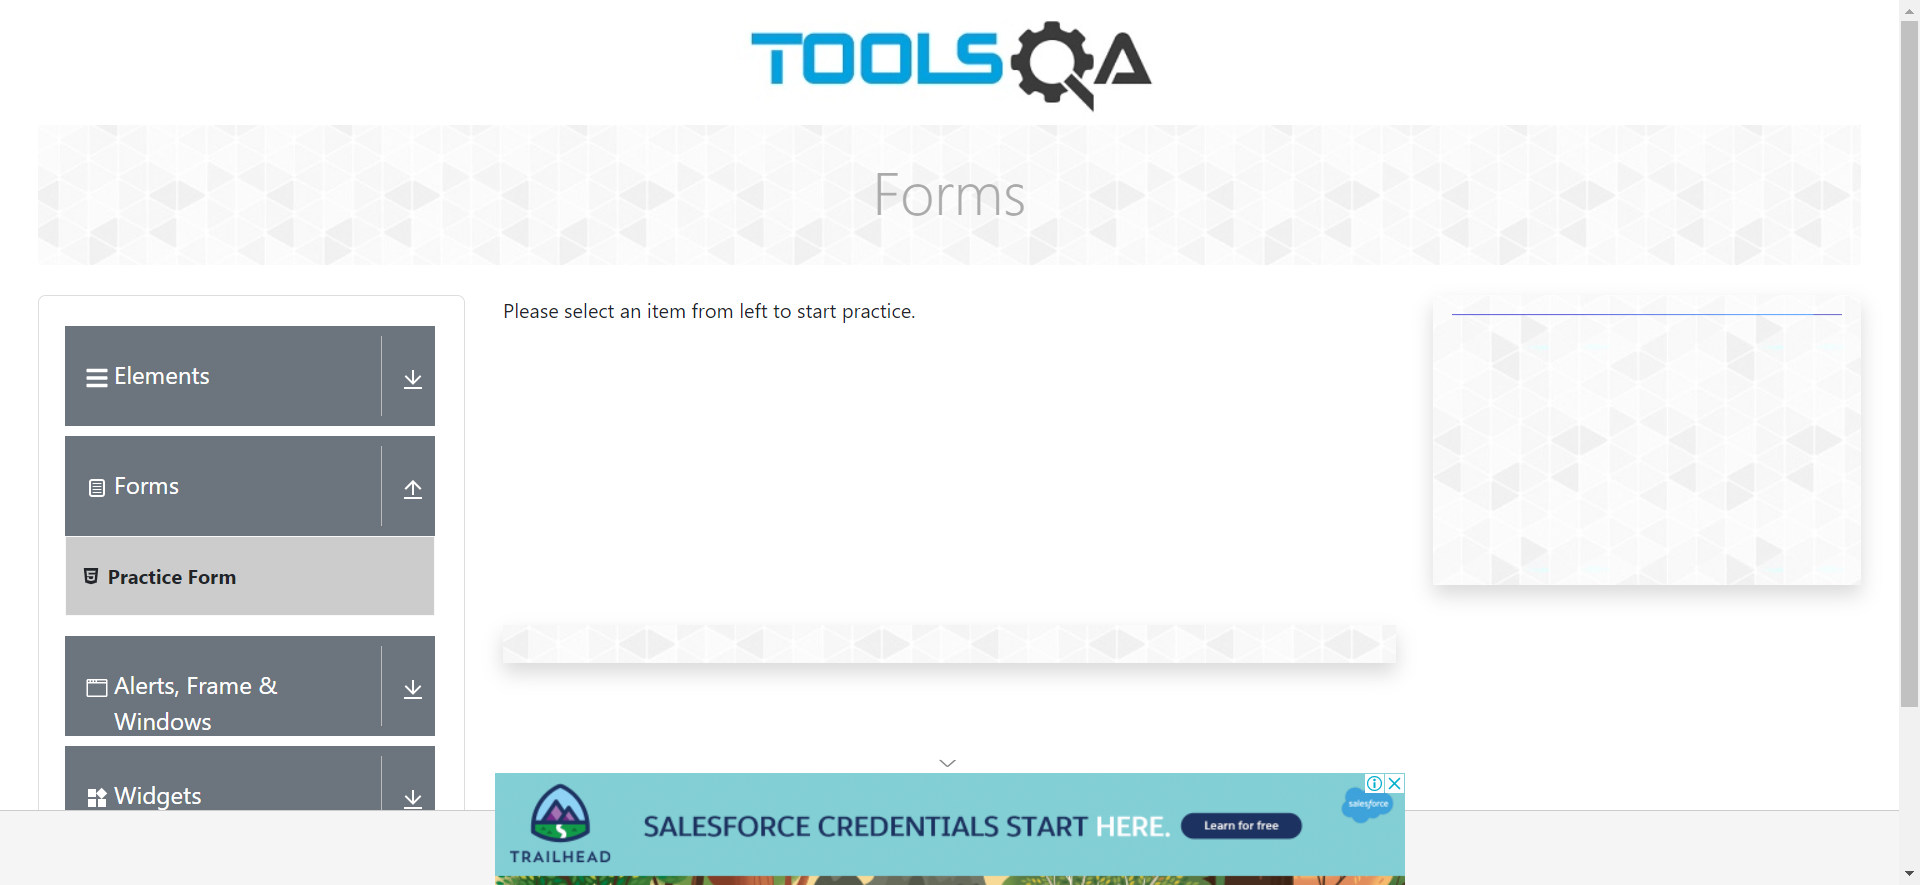 TOOLSQA
Forms
Please select an item from left to start practice.
Elements
Forms
Practice Form
Alerts, Frame &
Windows
Widgets
SALESFORCE CREDENTIALS START HERE.
Learn for free
salesforce
TRAILHEAD